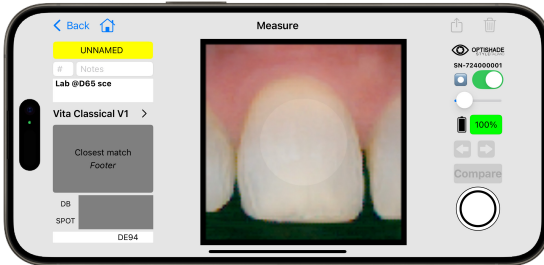 Back
Measure
UNNAMED
#
Notes
Lab @D65 sce
Vita Classical V1
Closest match
Footer
DB
SPOT
DE94
OPTISHADE
STYLEITALIANO
SN-724000001
100%
Compare